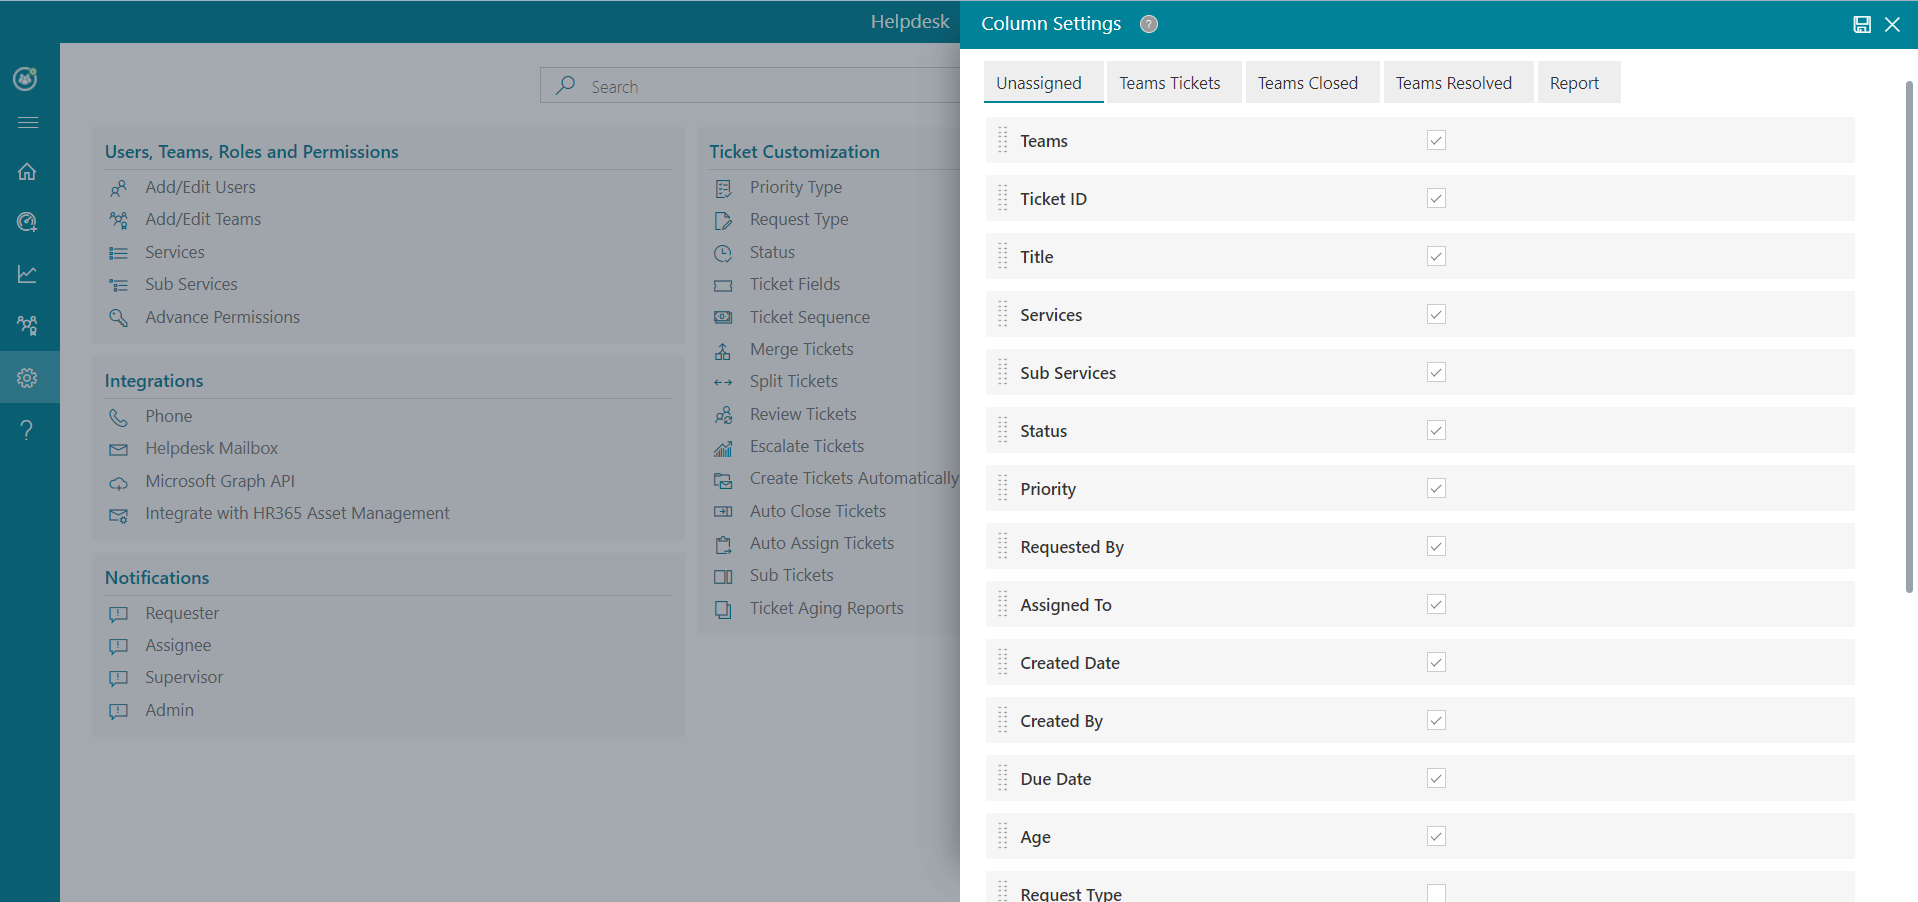 Helpdesk
Column Settings
?
Search
Unassigned
Teams Tickets
Teams Closed
Teams Resolved
Report
Users, Teams, Roles and Permissions
Add/Edit Users
Add/Edit Teams
Services
Sub Services
Advance Permissions
Integrations
Phone
Helpdesk Mailbox
Microsoft Graph API
Integrate with HR365 Asset Management
Notifications
Requester
Assignee
Supervisor
Admin
Ticket Customization
Priority Type
Request Type
Status
Ticket Fields
Ticket Sequence
Merge Tickets
Split Tickets
Review Tickets
Escalate Tickets
Create Tickets Automatically
Auto Close Tickets
Auto Assign Tickets
Sub Tickets
Ticket Aging Reports
Teams
Ticket ID
Title
Services
Sub Services
Status
Priority
Requested By
Assigned To
Created Date
Created By
Due Date
Age
Request Type